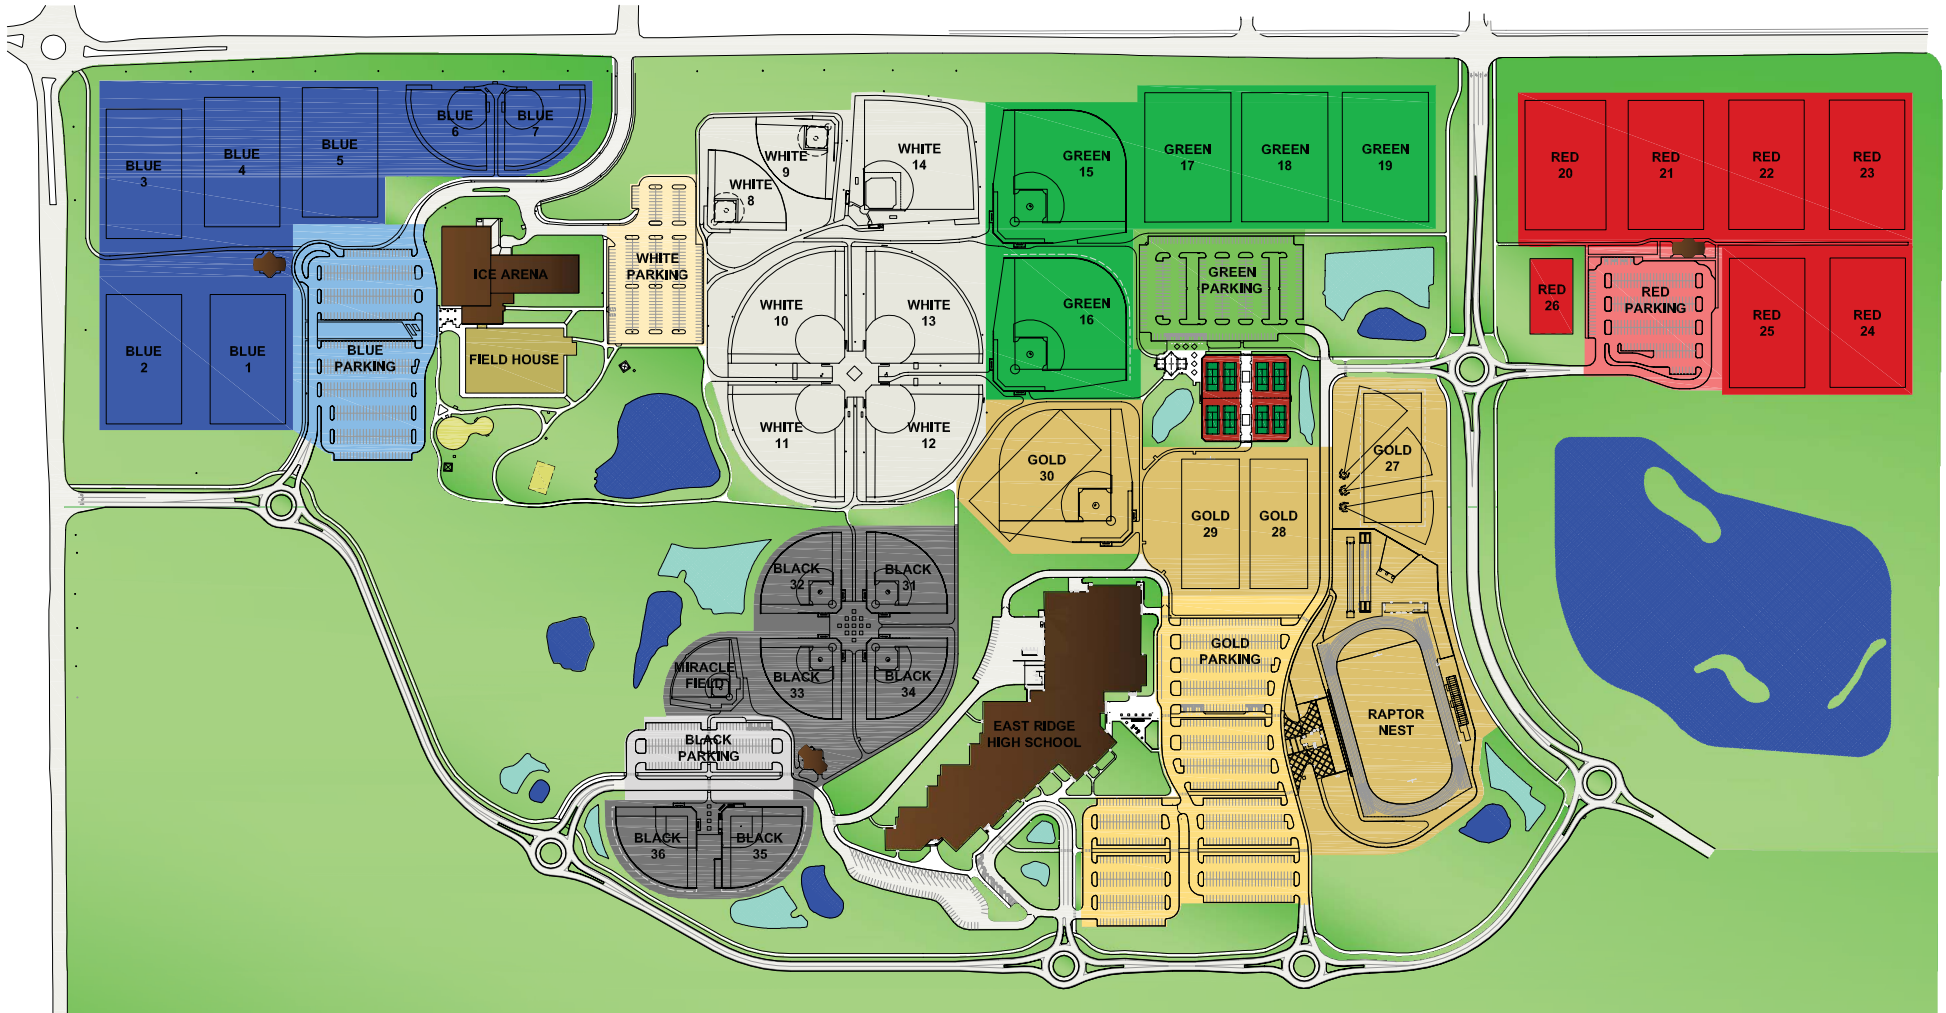 BLUE
3
BLUE
4
BLUE
5
BLUE
6
BLUE
7
BLUE
2
BLUE
1
BLUE
PARKING
ICE ARENA
FIELD HOUSE
WHITE
PARKING
WHITE
8
WHITE
9
WHITE
14
WHITE
10
WHITE
13
WHITE
11
WHITE
12
GREEN
15
GREEN
16
GREEN
17
GREEN
18
GREEN
19
GREEN
PARKING
RED
20
RED
21
RED
22
RED
23
RED
26
RED
PARKING
RED
25
RED
24
GOLD
30
GOLD
29
GOLD
28
GOLD
27
GOLD
PARKING
RAPTOR
NEST
EAST RIDGE
HIGH SCHOOL
BLACK
32
BLACK
31
BLACK
33
BLACK
34
MIRACLE
FIELD
BLACK
PARKING
BLACK
36
BLACK
35